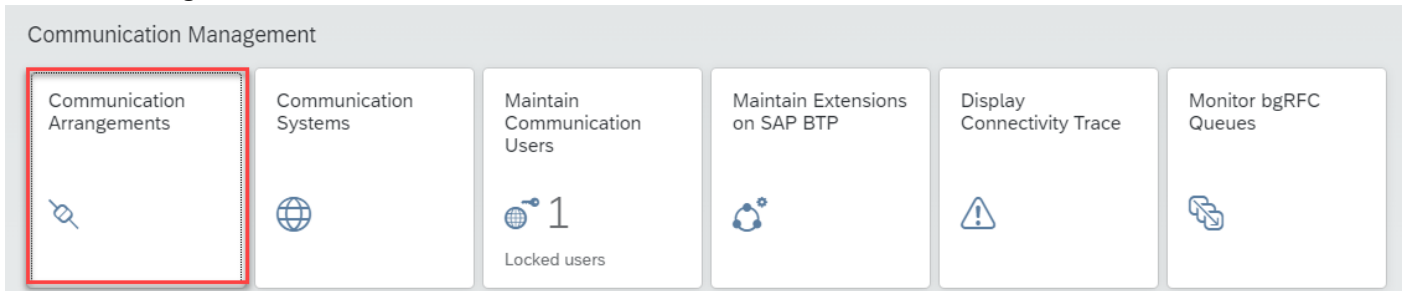 Communication Management
Communication
Arrangements
Communication
Systems
Maintain
Communication
Users
1
Locked users
Maintain Extensions
on SAP BTP
Display
Connectivity Trace
Monitor bgRFC
Queues